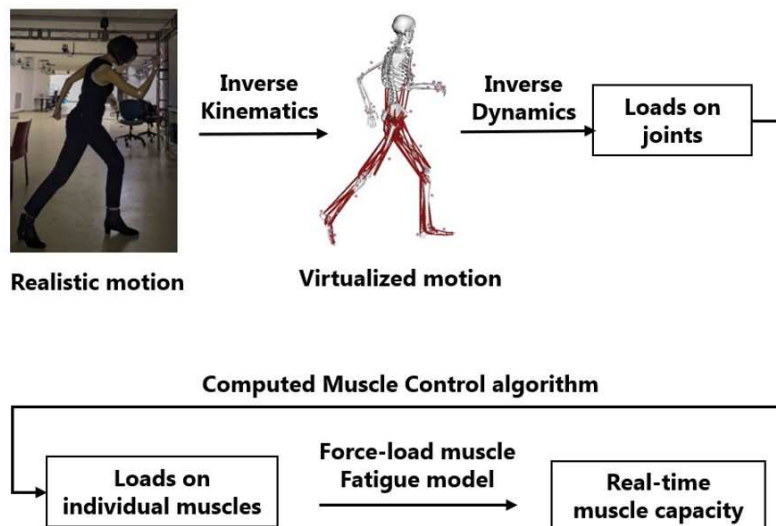 Inverse
Kinematics
Inverse
Dynamics
Loads on
joints
Realistic motion
Virtualized motion
Computed Muscle Control algorithm
Loads on
individual muscles
Force-load muscle
Fatigue model
Real-time
muscle capacity